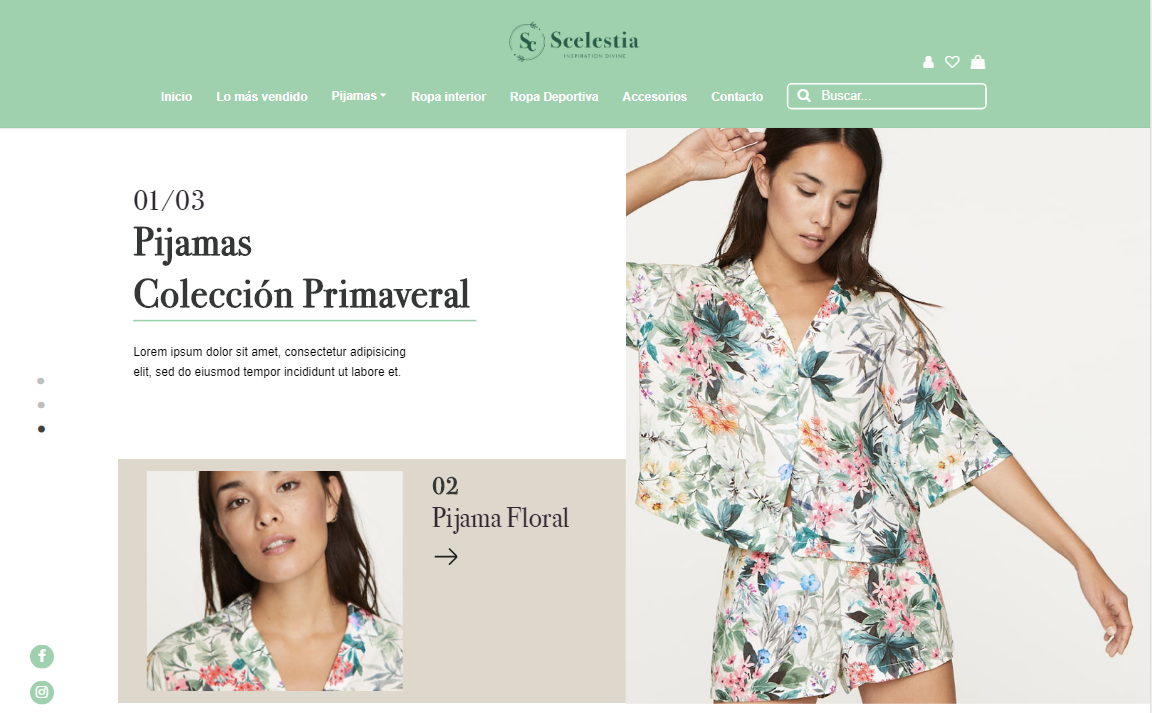 Sc Scelestia
INSPIRATION DIVINE
Inicio Lo más vendido Pijamas Ropa interior Ropa Deportiva Accesorios Contacto Buscar...
01/03
Pijamas
Colección Primaveral
Lorem ipsum dolor sit amet, consectetur adipisicing
elit, sed do eiusmod tempor incididunt ut labore et.
02
Pijama Floral